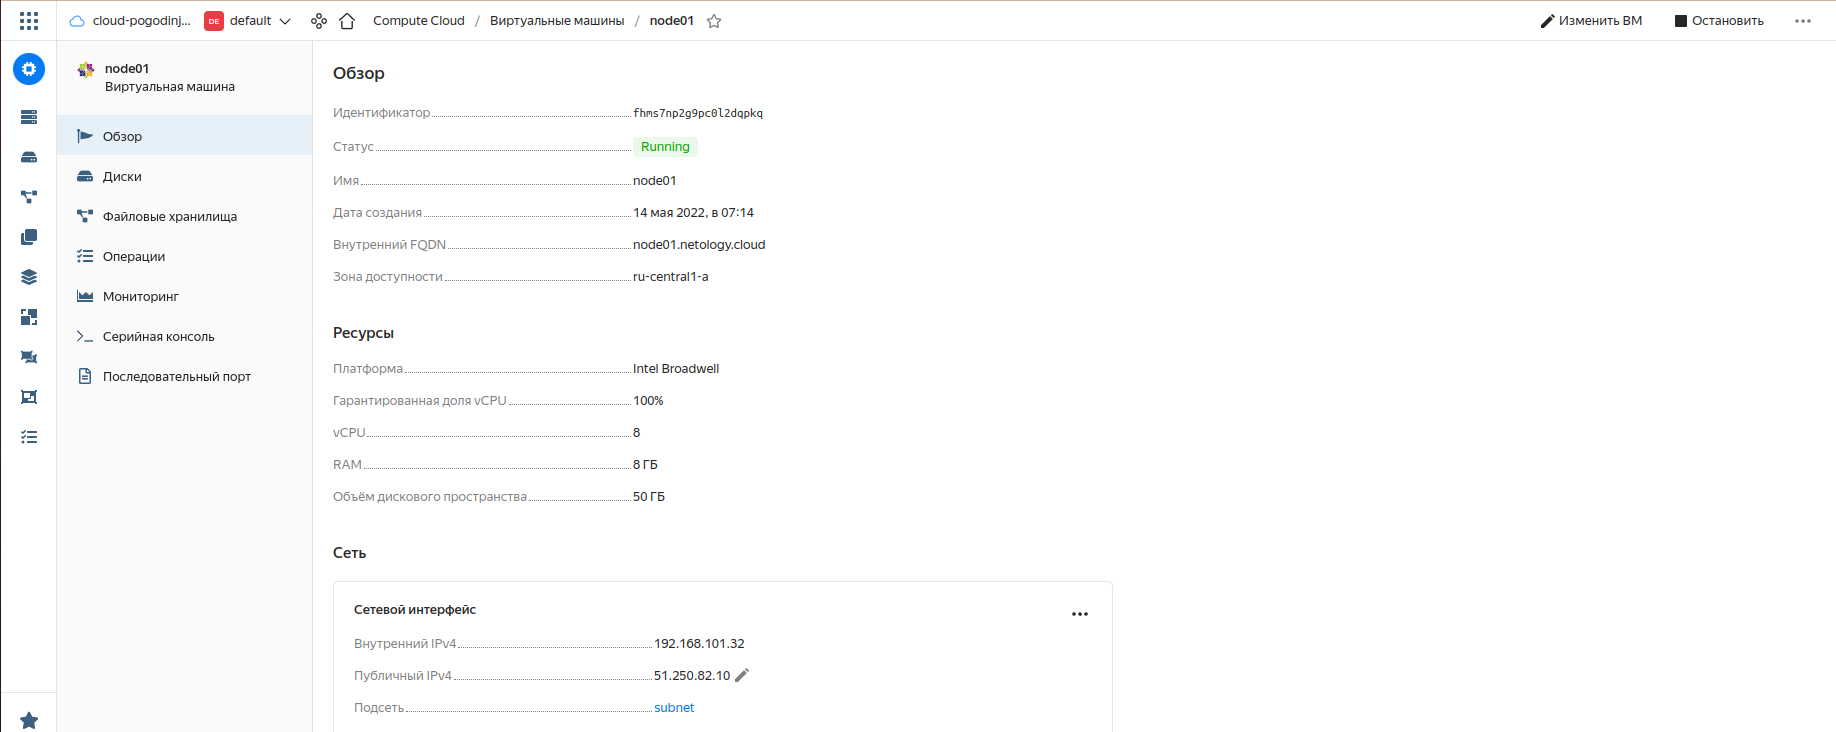 cloud-pogodinj... DE default Compute Cloud / Виртуальные машины / node01 Изменить ВМ Остановить
node01
Виртуальная машина
Обзор
Диски
Файловые хранилища
Операции
Мониторинг
Серийная консоль
Последовательный порт
Обзор
Идентификатор fhms7np2g9pc0l2dqpkq
Статус Running
Имя node01
Дата создания 14 мая 2022, в 07:14
Внутренний FQDN node01.netology.cloud
Зона доступности ru-central1-a
Ресурсы
Платформа Intel Broadwell
Гарантированная доля vCPU 100%
vCPU 8
RAM 8 ГБ
Объём дискового пространства 50 ГБ
Сеть
Сетевой интерфейс
Внутренний IPv4 192.168.101.32
Публичный IPv4 51.250.82.10
Подсеть subnet